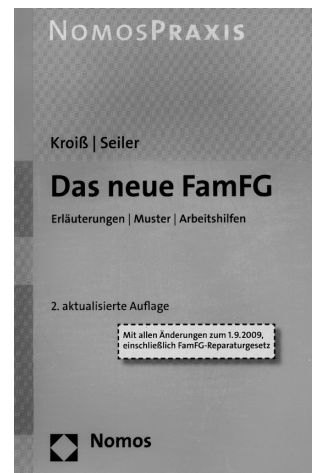 NOMOSPRAXIS
Kroiß | Seiler
Das neue FamFG
Erläuterungen | Muster | Arbeitshilfen
2. aktualisierte Auflage
Mit allen Änderungen zum 1.9.2009,
einschließlich FamFG-Reparaturgesetz
Nomos